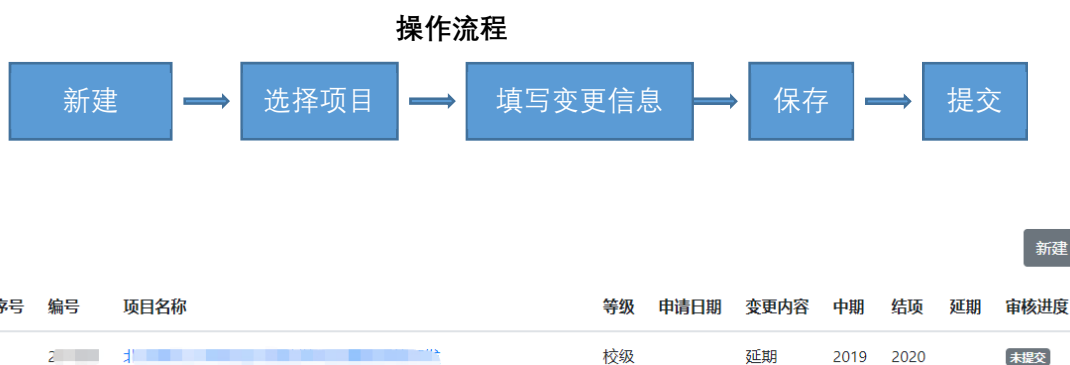 操作流程
新建 选择项目 填写变更信息 保存 提交
新建
序号 编号 项目名称 等级 申请日期 变更内容 中期 结项 延期 审核进度
2 校级 延期 2019 2020 未提交